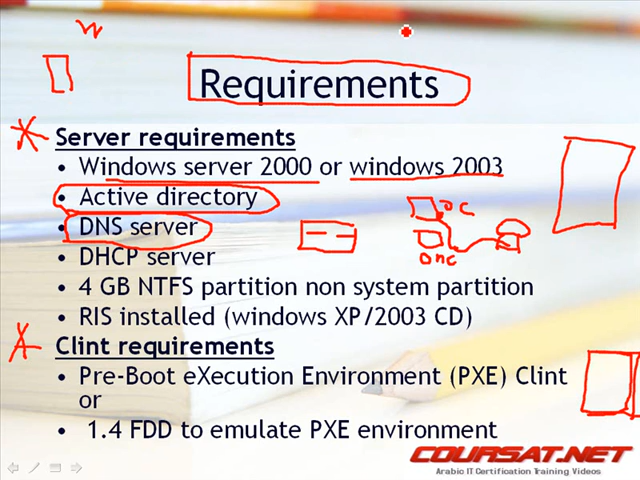 Requirements
Server requirements
• Windows server 2000 or windows 2003
• Active directory
• DNS server
• DHCP server
• 4 GB NTFS partition non system partition
• RIS installed (windows XP/2003 CD)
Clint requirements
• Pre-Boot eXecution Environment (PXE) Clint
or
• 1.4 FDD to emulate PXE environment
COURSAT.NET
Arabic IT Certification Training Videos